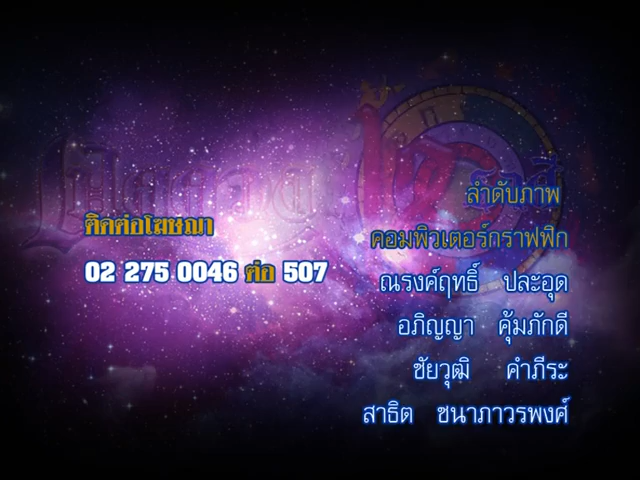 ติดต่อโฆษณา
02 275 0046 ต่อ 507
ลำดับภาพ
คอมพิวเตอร์กราฟฟิก
ณรงค์ฤทธิ์ ปละอุด
อภิญญา คุ้มภักดี
ชัยวุฒิ คำภีระ
สาธิต ชนาภาวรพงศ์